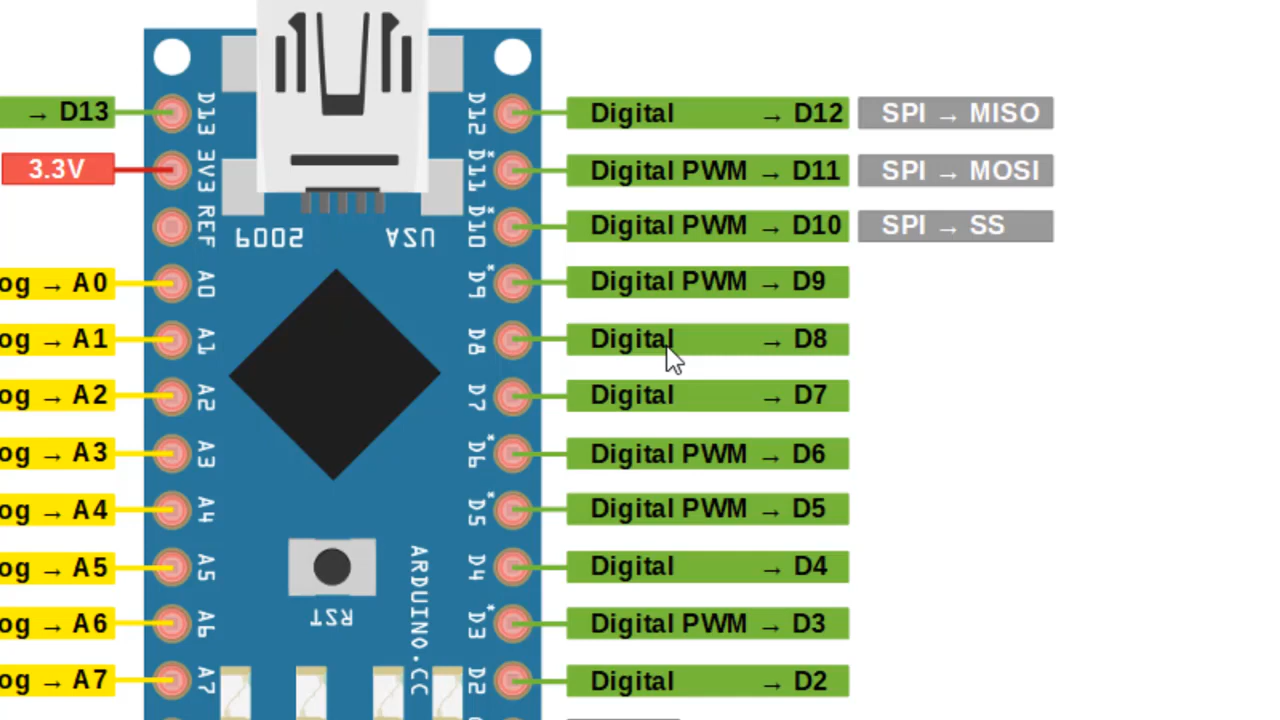 → D13
3.3V
og → A0
og → A1
og → A2
og → A3
og → A4
og → A5
og → A6
og → A7
D13
3V3
REF
A0
A1
A2
A3
A4
A5
A6
A7
2009
USA
RST
ARDUINO.CC
D12
D11*
D10*
D9*
D8
D7
D6*
D5*
D4
D3*
D2
Digital → D12 SPI → MISO
Digital PWM → D11 SPI → MOSI
Digital PWM → D10 SPI → SS
Digital PWM → D9
Digital → D8
Digital → D7
Digital PWM → D6
Digital PWM → D5
Digital → D4
Digital PWM → D3
Digital → D2